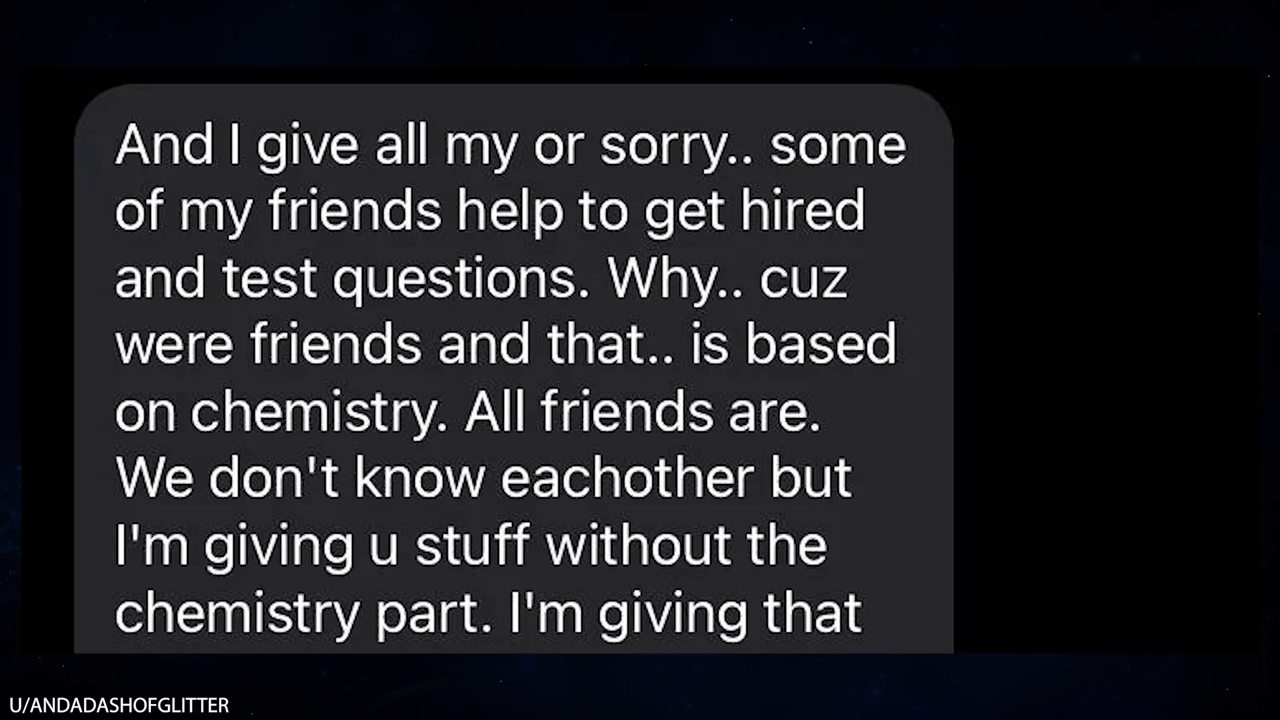 And I give all my or sorry.. some
of my friends help to get hired
and test questions. Why.. cuz
were friends and that.. is based
on chemistry. All friends are.
We don't know eachother but
I'm giving u stuff without the
chemistry part. I'm giving that
U/ANDADASHOFGLITTER